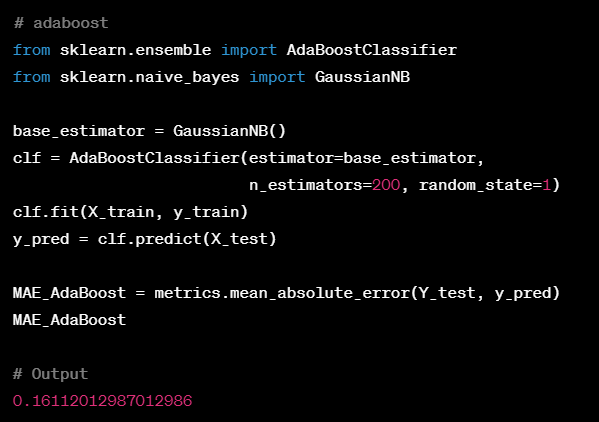 # adaboost
from sklearn.ensemble import AdaBoostClassifier
from sklearn.naive_bayes import GaussianNB
base_estimator = GaussianNB()
clf = AdaBoostClassifier(estimator=base_estimator,
n_estimators=200, random_state=1)
clf.fit(X_train, y_train)
y_pred = clf.predict(X_test)
MAE_AdaBoost = metrics.mean_absolute_error(Y_test, y_pred)
MAE_AdaBoost
# Output
0.16112012987012986